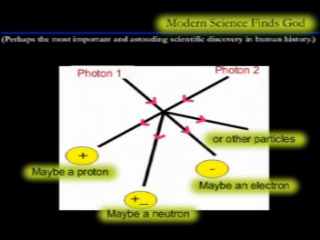 Modern Science Finds God
(Perhaps the most important and astouding scientific discovery in human history.)
Photon 1
Photon 2
or other particles
+
-
Maybe a proton
Maybe an electron
+_
Maybe a neutron